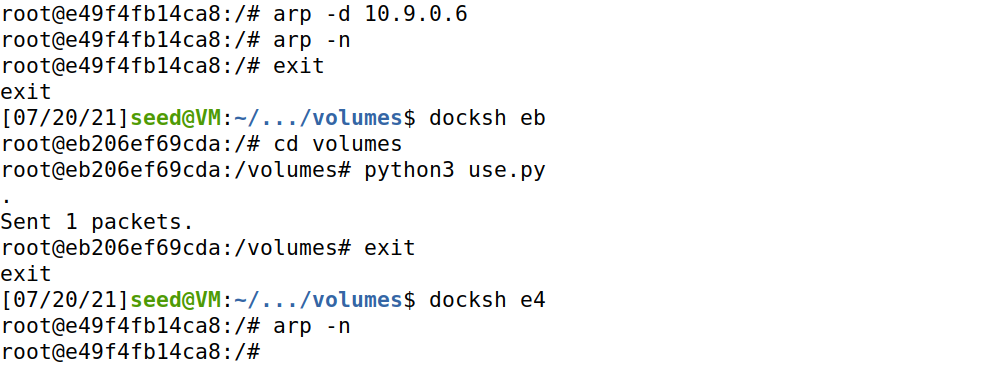 root@e49f4fb14ca8:/# arp -d 10.9.0.6
root@e49f4fb14ca8:/# arp -n
root@e49f4fb14ca8:/# exit
exit
[07/20/21]seed@VM:~/.../volumes$ docksh eb
root@eb206ef69cda:/# cd volumes
root@eb206ef69cda:/volumes# python3 use.py
.
Sent 1 packets.
root@eb206ef69cda:/volumes# exit
exit
[07/20/21]seed@VM:~/.../volumes$ docksh e4
root@e49f4fb14ca8:/# arp -n
root@e49f4fb14ca8:/#